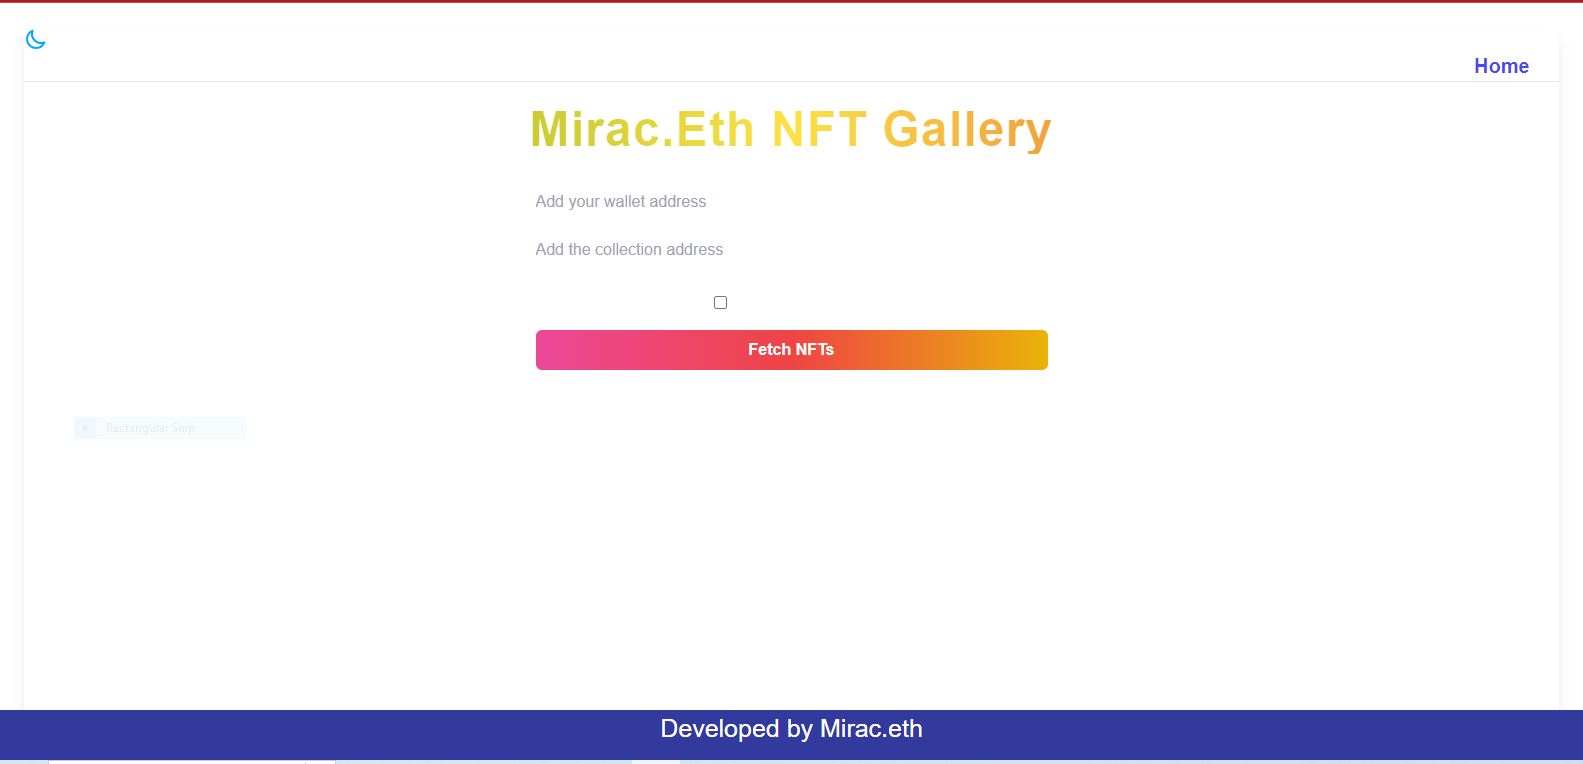 Home
Mirac.Eth NFT Gallery
Add your wallet address
Add the collection address
Fetch NFTs
Rectangular Snip
Developed by Mirac.eth